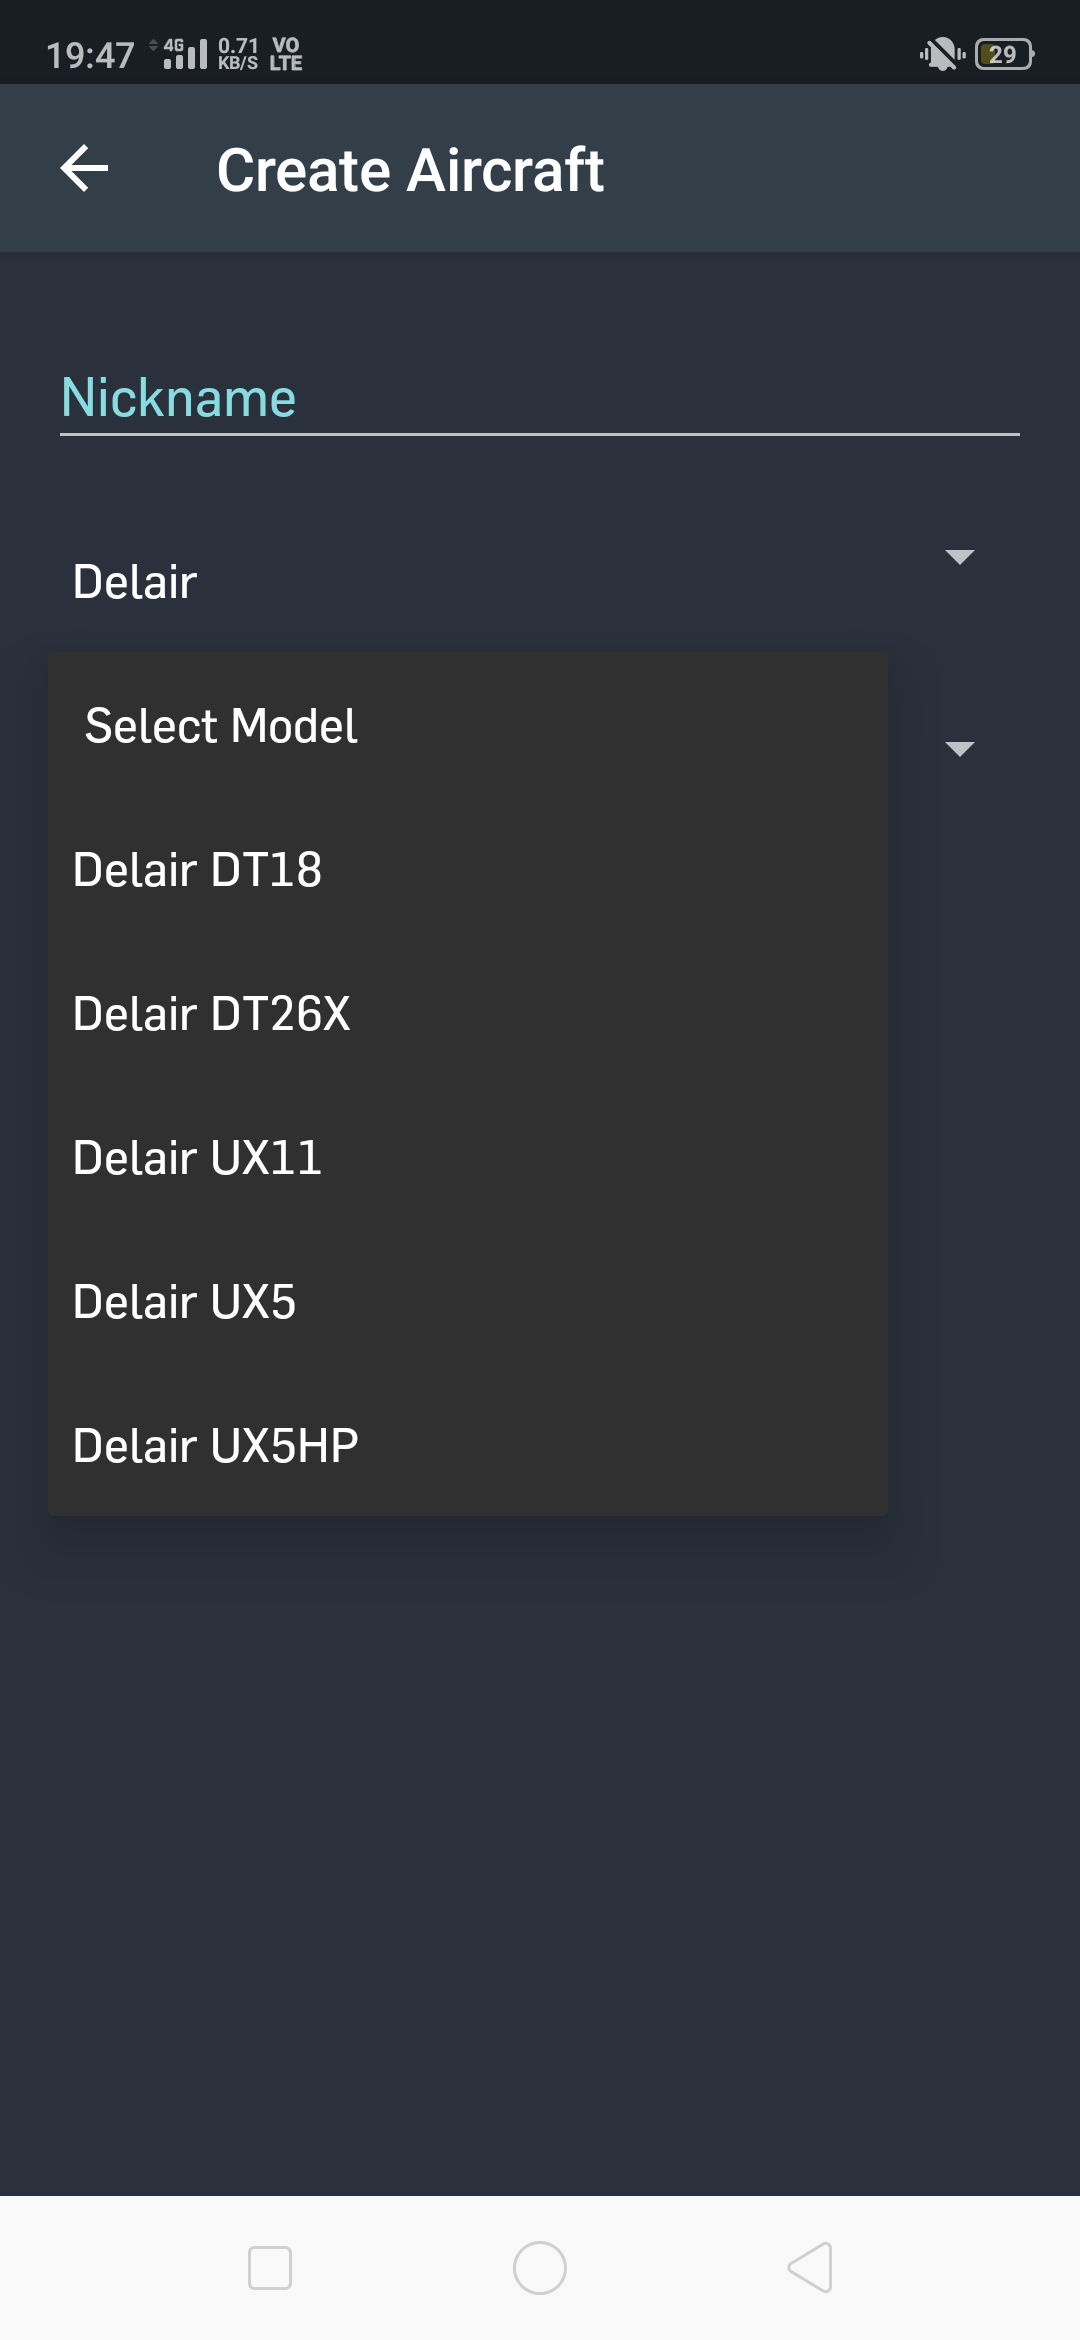 19:47 4G 0.71 KB/S VO LTE 29
Create Aircraft
Nickname
Delair
Select Model
Delair DT18
Delair DT26X
Delair UX11
Delair UX5
Delair UX5HP